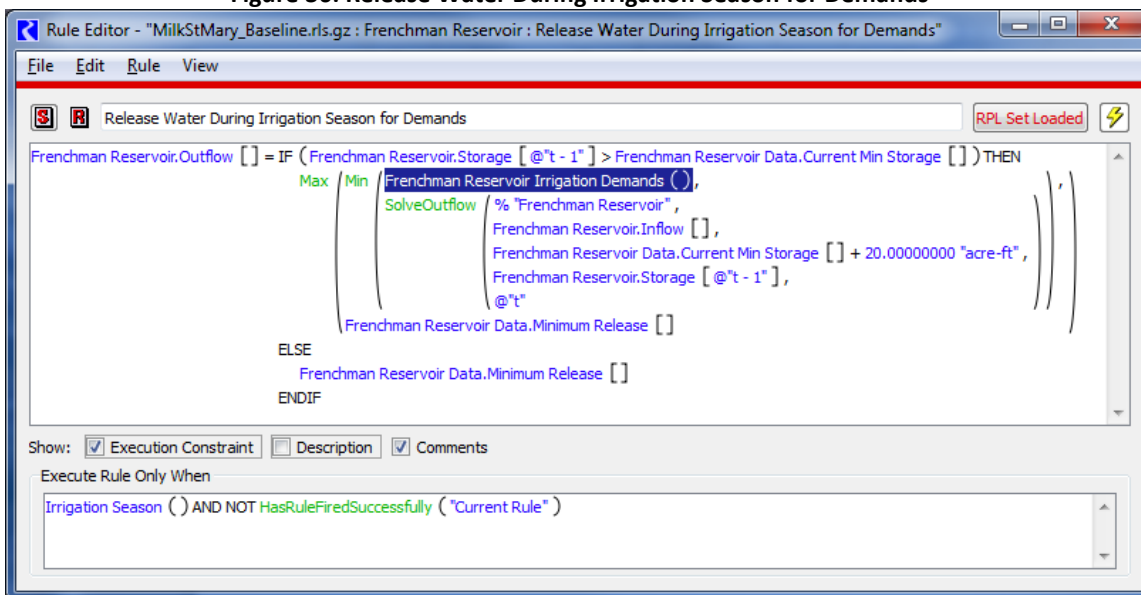 Figure 30: Release Water During Irrigation Season for Demands
Rule Editor - "MilkStMary_Baseline.rls.gz : Frenchman Reservoir : Release Water During Irrigation Season for Demands"
File Edit Rule View
S R Release Water During Irrigation Season for Demands RPL Set Loaded
Frenchman Reservoir.Outflow [] = IF ( Frenchman Reservoir.Storage [ @"t - 1" ] > Frenchman Reservoir Data.Current Min Storage [] ) THEN
Max ( Min ( Frenchman Reservoir Irrigation Demands ( ) ,
SolveOutflow ( % "Frenchman Reservoir" ,
Frenchman Reservoir.Inflow [] ,
Frenchman Reservoir Data.Current Min Storage [] + 20.00000000 "acre-ft" ,
Frenchman Reservoir.Storage [ @"t - 1" ] ,
@"t" ) ) ,
Frenchman Reservoir Data.Minimum Release [] )
ELSE
Frenchman Reservoir Data.Minimum Release []
ENDIF
Show: Execution Constraint Description Comments
Execute Rule Only When
Irrigation Season ( ) AND NOT HasRuleFiredSuccessfully ( "Current Rule" )